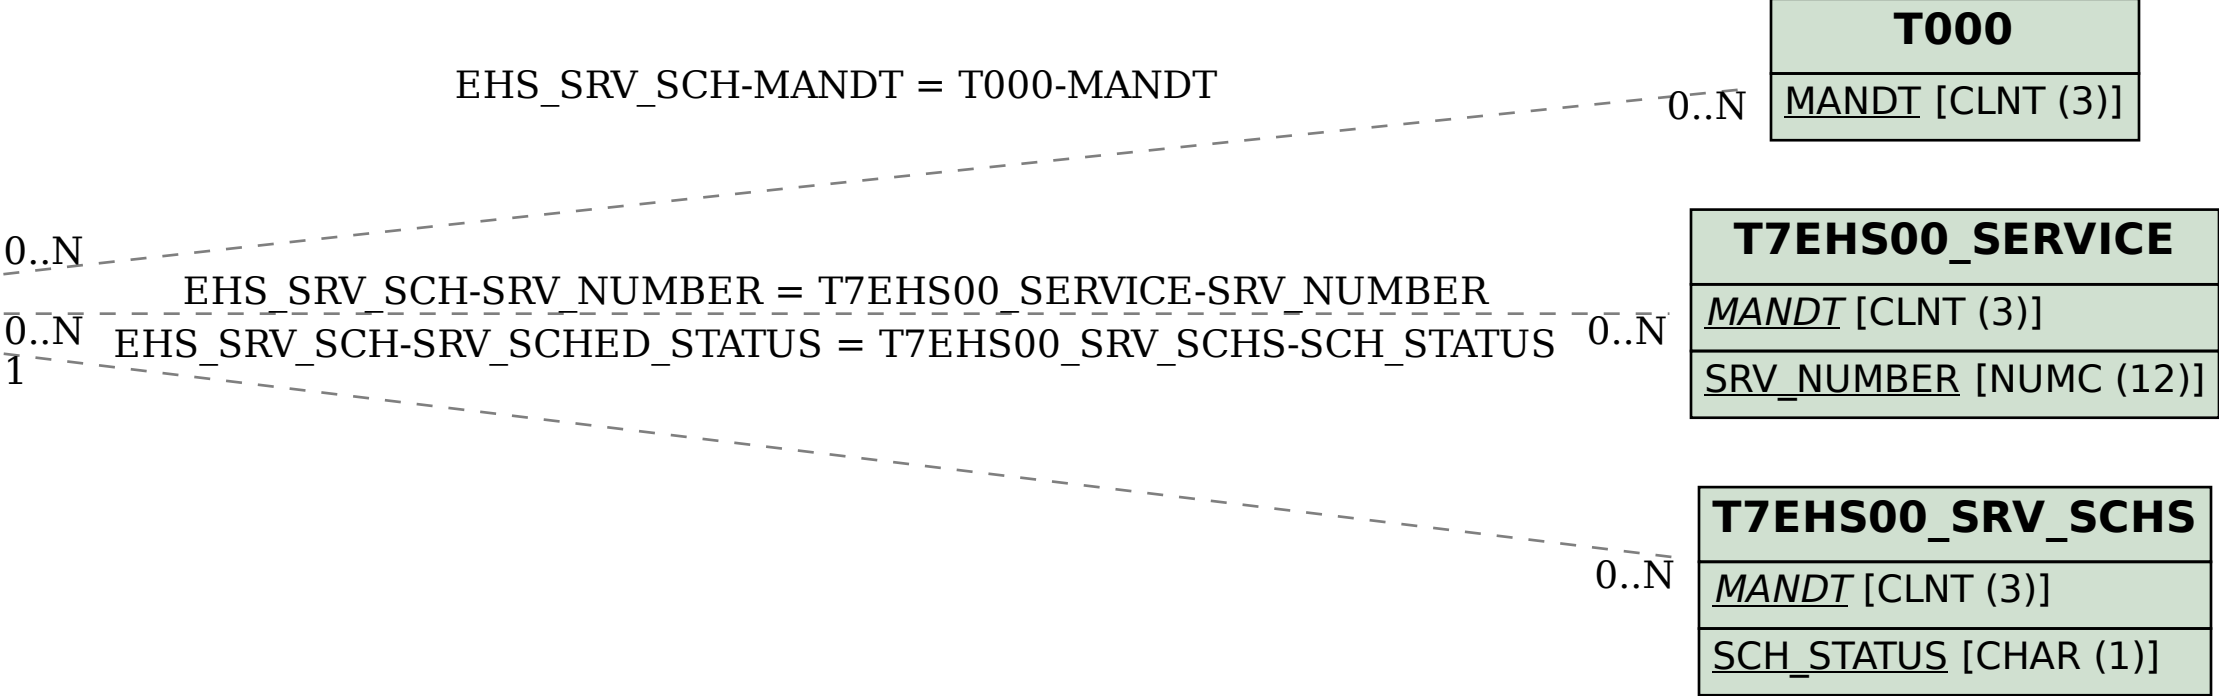 T000
EHS_SRV_SCH-MANDT = T000-MANDT
0..N
MANDT [CLNT (3)]
0..N
T7EHS00_SERVICE
EHS_SRV_SCH-SRV_NUMBER = T7EHS00_SERVICE-SRV_NUMBER
MANDT [CLNT (3)]
0..N
EHS_SRV_SCH-SRV_SCHED_STATUS = T7EHS00_SRV_SCHS-SCH_STATUS
0..N
1
SRV_NUMBER [NUMC (12)]
T7EHS00_SRV_SCHS
0..N
MANDT [CLNT (3)]
SCH_STATUS [CHAR (1)]